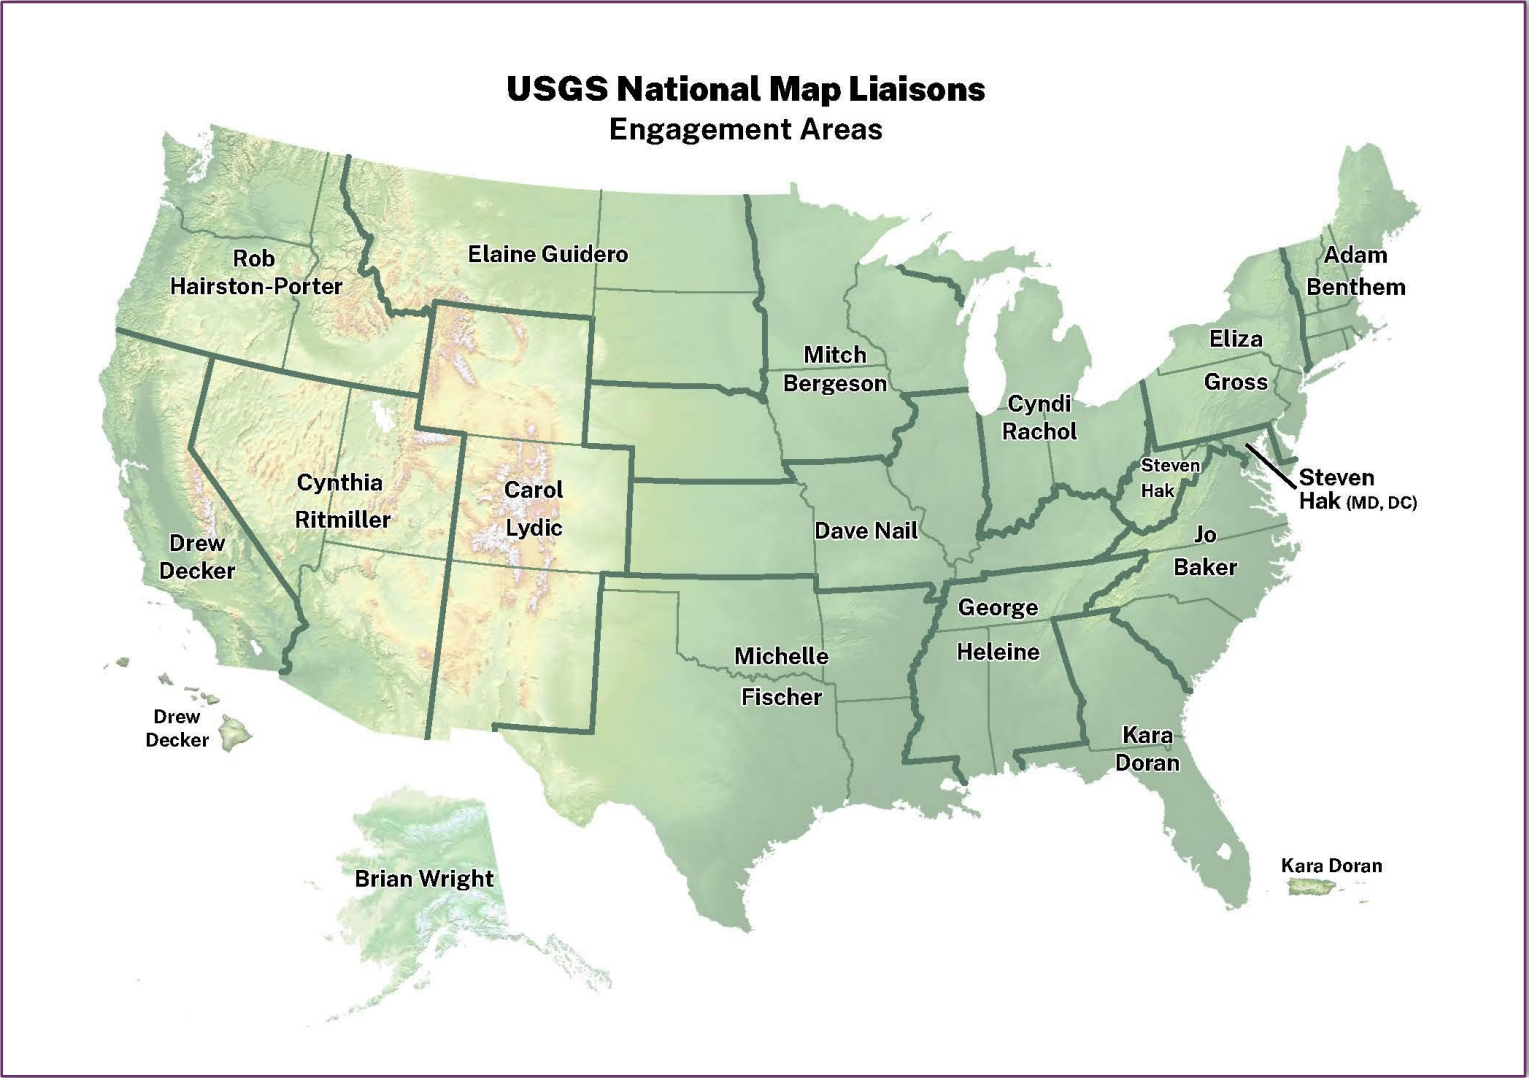 USGS National Map Liaisons
Engagement Areas
Rob
Hairston-Porter
Elaine Guidero
Adam
Benthem
Eliza
Gross
Mitch
Bergeson
Cyndi
Rachol
Steven
Hak
Steven
Hak (MD, DC)
Cynthia
Ritmiller
Carol
Lydic
Dave Nail
Jo
Baker
Drew
Decker
George
Heleine
Michelle
Fischer
Drew
Decker
Kara
Doran
Brian Wright
Kara Doran